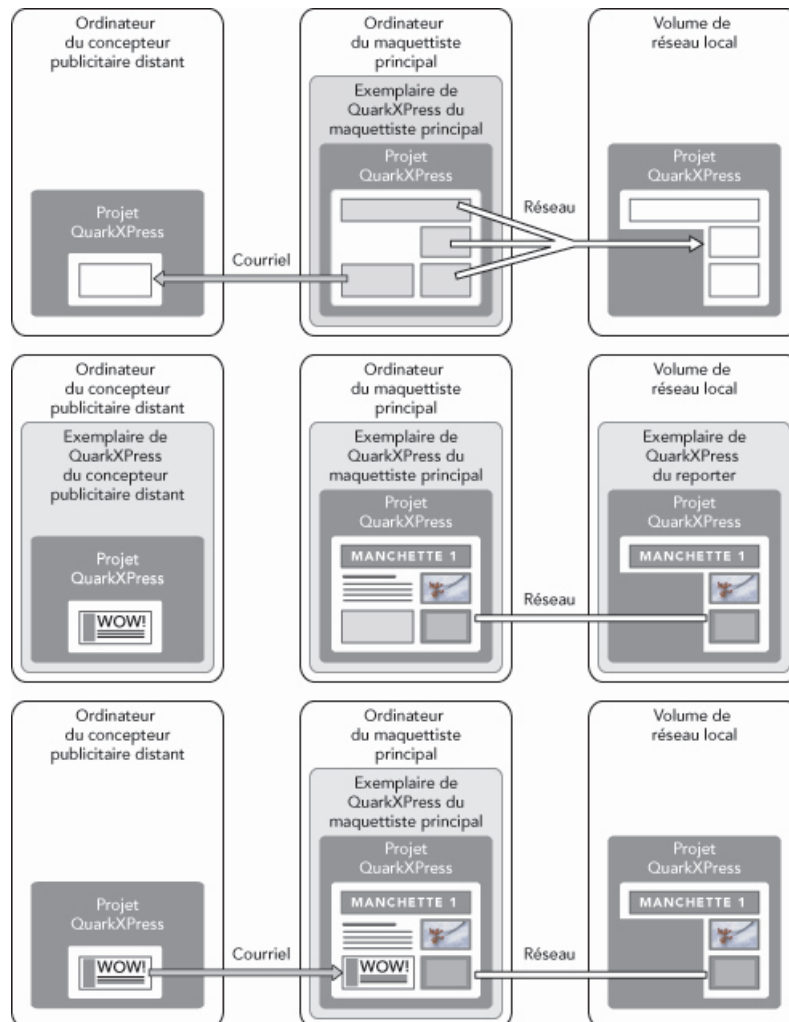 Ordinateur
du concepteur
publicitaire distant
Projet
QuarkXPress
Courriel
Ordinateur
du maquettiste
principal
Exemplaire de
QuarkXPress du
maquettiste principal
Projet
QuarkXPress
Réseau
Volume de
réseau local
Projet
QuarkXPress
Ordinateur
du concepteur
publicitaire distant
Exemplaire de
QuarkXPress
du concepteur
publicitaire distant
Projet
QuarkXPress
WOW!
Ordinateur
du maquettiste
principal
Exemplaire de
QuarkXPress du
maquettiste principal
Projet
QuarkXPress
MANCHETTE 1
Réseau
Volume de
réseau local
Exemplaire de
QuarkXPress
du reporter
Projet
QuarkXPress
MANCHETTE 1
Ordinateur
du concepteur
publicitaire distant
Projet
QuarkXPress
WOW!
Courriel
Ordinateur
du maquettiste
principal
Exemplaire de
QuarkXPress du
maquettiste principal
Projet
QuarkXPress
MANCHETTE 1
WOW!
Réseau
Volume de
réseau local
Projet
QuarkXPress
MANCHETTE 1